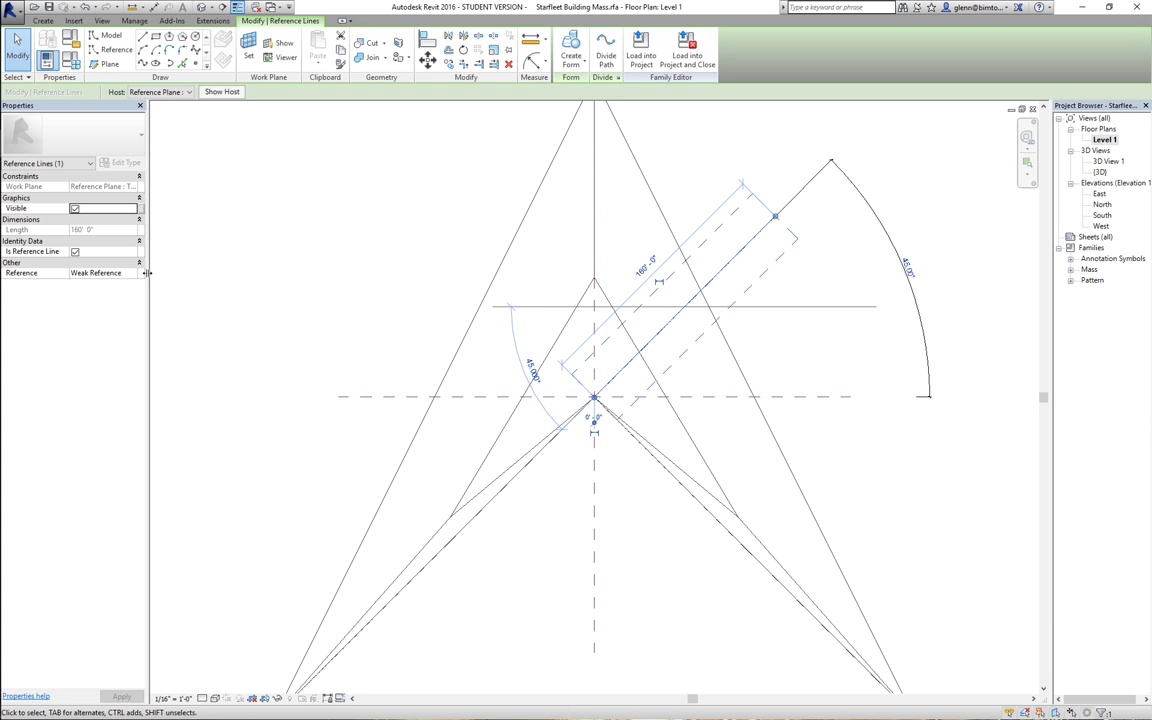 Autodesk Revit 2016 - STUDENT VERSION - Starfleet Building Mass.rfa - Floor Plan: Level 1
Type a keyword or phrase
glenn@bimto...
Create Insert View Manage Add-Ins Extensions Modify | Reference Lines
Modify
Model
Reference
Plane
Set
Show
Viewer
Paste
Cut
Join
Create Form
Divide Path
Load into Project
Load into Project and Close
Select Properties Draw Work Plane Clipboard Geometry Modify Measure Form Divide Family Editor
Modify | Reference Lines
Host: Reference Plane :
Show Host
Properties
Reference Lines (1)
Edit Type
Constraints
Work Plane Reference Plane : T...
Graphics
Visible
Dimensions
Length 160' 0"
Identity Data
Is Reference Line
Other
Reference Weak Reference
Properties help
Apply
160' - 0"
45.00°
45.000°
0' - 0"
Project Browser - Starflee...
Views (all)
Floor Plans
Level 1
3D Views
3D View 1
{3D}
Elevations (Elevation 1
East
North
South
West
Sheets (all)
Families
Annotation Symbols
Mass
Pattern
1/16" = 1'-0"
Click to select, TAB for alternates, CTRL adds, SHIFT unselects.
:1